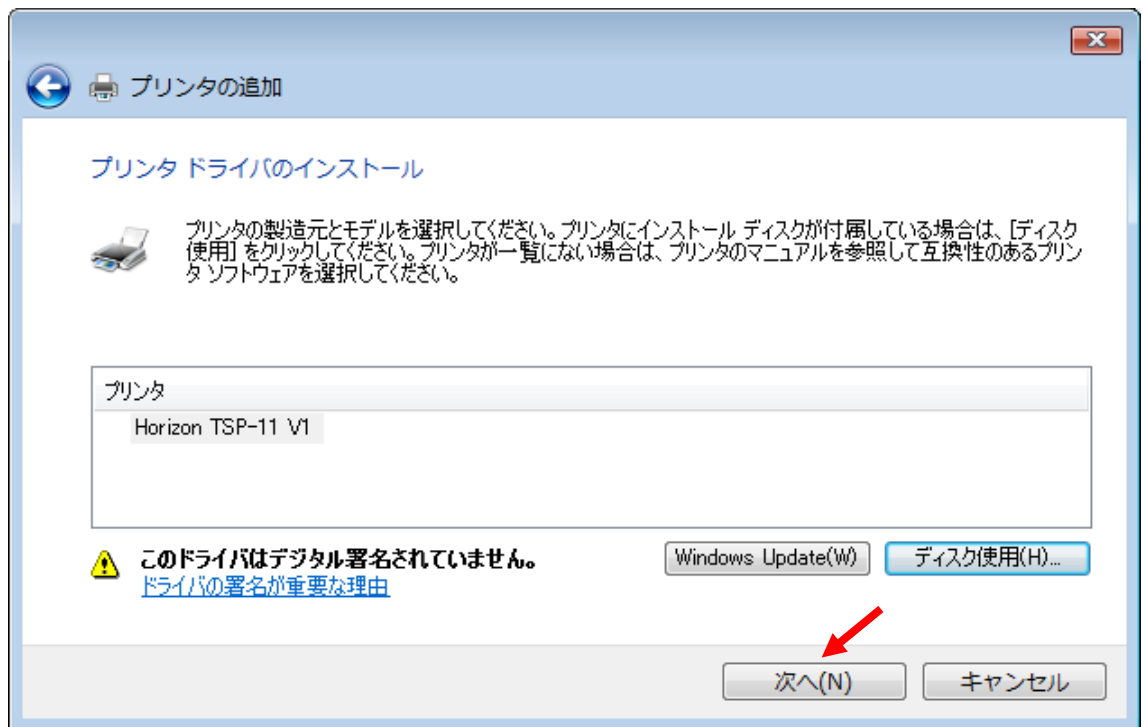 プリンタの追加
プリンタ ドライバのインストール
プリンタの製造元とモデルを選択してください。プリンタにインストール ディスクが付属している場合は、[ディスク
使用] をクリックしてください。プリンタが一覧にない場合は、プリンタのマニュアルを参照して互換性のあるプリン
タ ソフトウェアを選択してください。
プリンタ
Horizon TSP-11 V1
このドライバはデジタル署名されていません。
ドライバの署名が重要な理由
Windows Update(W)
ディスク使用(H)...
次へ(N)
キャンセル